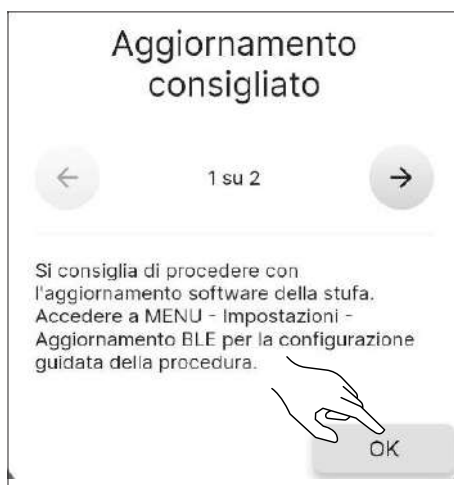 Aggiornamento
consigliato
1 su 2
Si consiglia di procedere con
l'aggiornamento software della stufa.
Accedere a MENU - Impostazioni -
Aggiornamento BLE per la configurazione
guidata della procedura.
OK